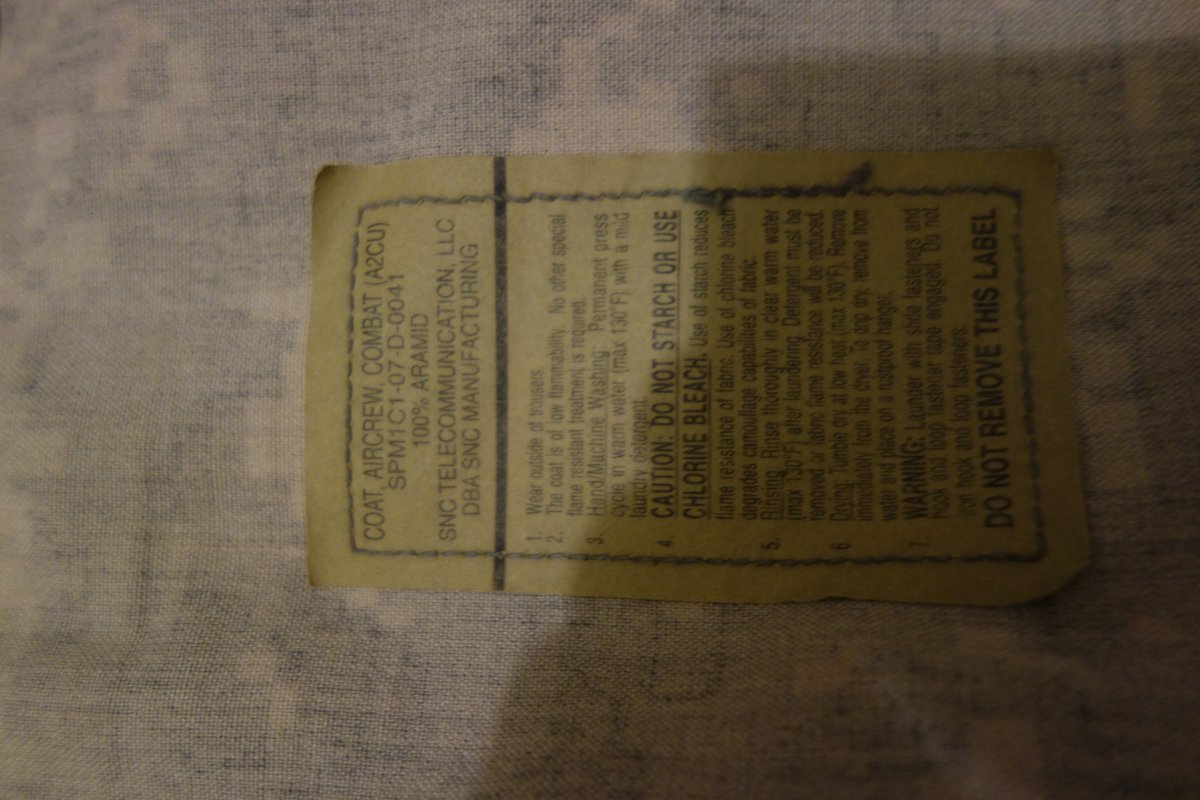 COAT, AIRCREW, COMBAT (A2CU)
SPM1C1-07-D-0041
100% ARAMID
SNC TELECOMMUNICATION, LLC
DBA SNC MANUFACTURING
1. Wear outside of trousers.
2. The coat is of low flammability. No other special
flame resistant treatment is required.
3. Hand/Machine Washing: Permanent press
cycle in warm water (max 130°F) with a mild
laundry detergent.
4. CAUTION: DO NOT STARCH OR USE
CHLORINE BLEACH. Use of starch reduces
flame resistance of fabric. Use of chlorine bleach
degrades camouflage capabilities of fabric.
5. Rinsing: Rinse thoroughly in clear warm water
(max 130°F) after laundering. Detergent must be
removed or fabric flame resistance will be reduced.
6. Drying: Tumble dry at low heat (max 130°F). Remove
immediately from the dryer. To drip dry, remove from
water and place on a rustproof hanger.
7. WARNING: Launder with slide fasteners and
hook and loop fastener tape engaged. Do not
iron hook and loop fasteners.
DO NOT REMOVE THIS LABEL